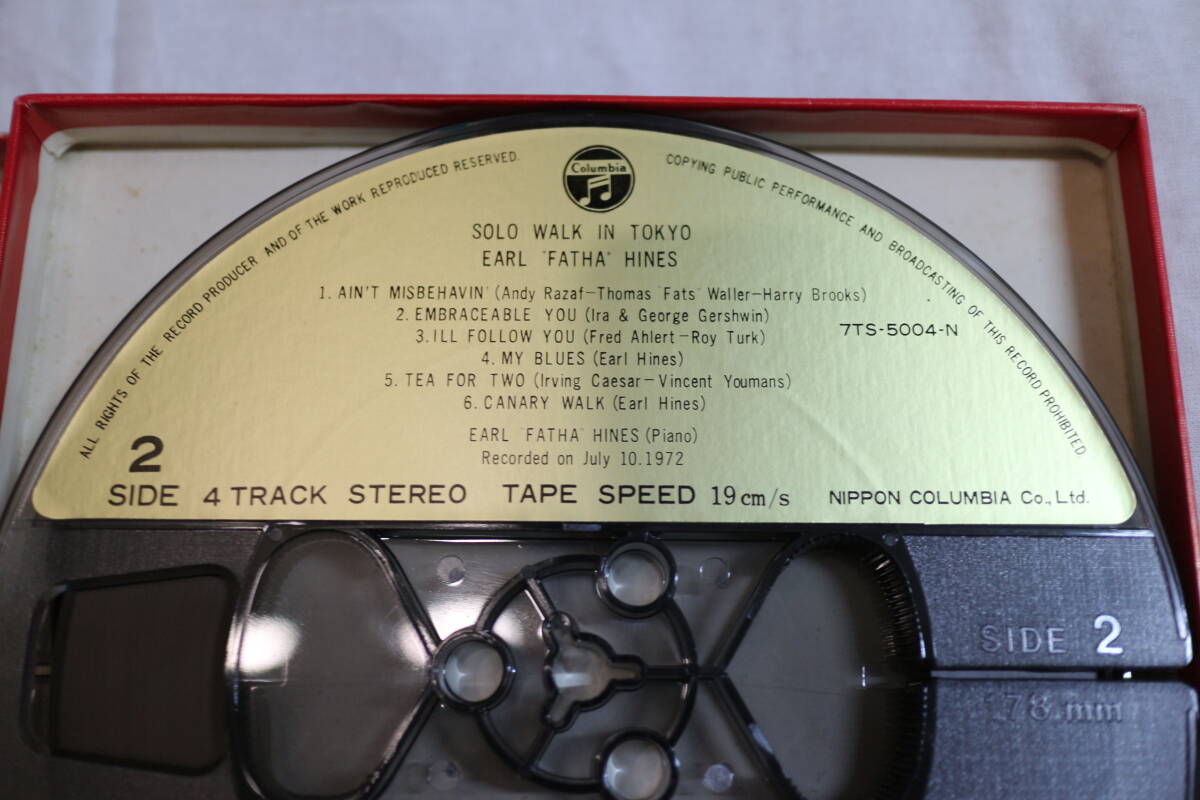 ALL RIGHTS OF THE RECORD PRODUCER AND OF THE WORK REPRODUCED RESERVED.
COPYING PUBLIC PERFORMANCE AND BROADCASTING OF THIS RECORD PROHIBITED
Columbia
SOLO WALK IN TOKYO
EARL "FATHA" HINES
1. AIN'T MISBEHAVIN' (Andy Razaf-Thomas "Fats" Waller-Harry Brooks)
2. EMBRACEABLE YOU (Ira & George Gershwin)
3. ILL FOLLOW YOU (Fred Ahlert-Roy Turk)
7TS-5004-N
4. MY BLUES (Earl Hines)
5. TEA FOR TWO (Irving Caesar-Vincent Youmans)
6. CANARY WALK (Earl Hines)
EARL "FATHA" HINES (Piano)
Recorded on July 10.1972
2
SIDE 4 TRACK STEREO TAPE SPEED 19 cm/s NIPPON COLUMBIA Co., Ltd.
SIDE 2
178 mm